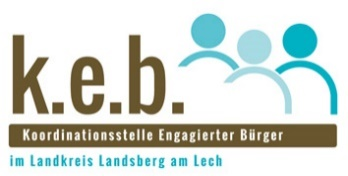 k.e.b.
Koordinationsstelle Engagierter Bürger
im Landkreis Landsberg am Lech